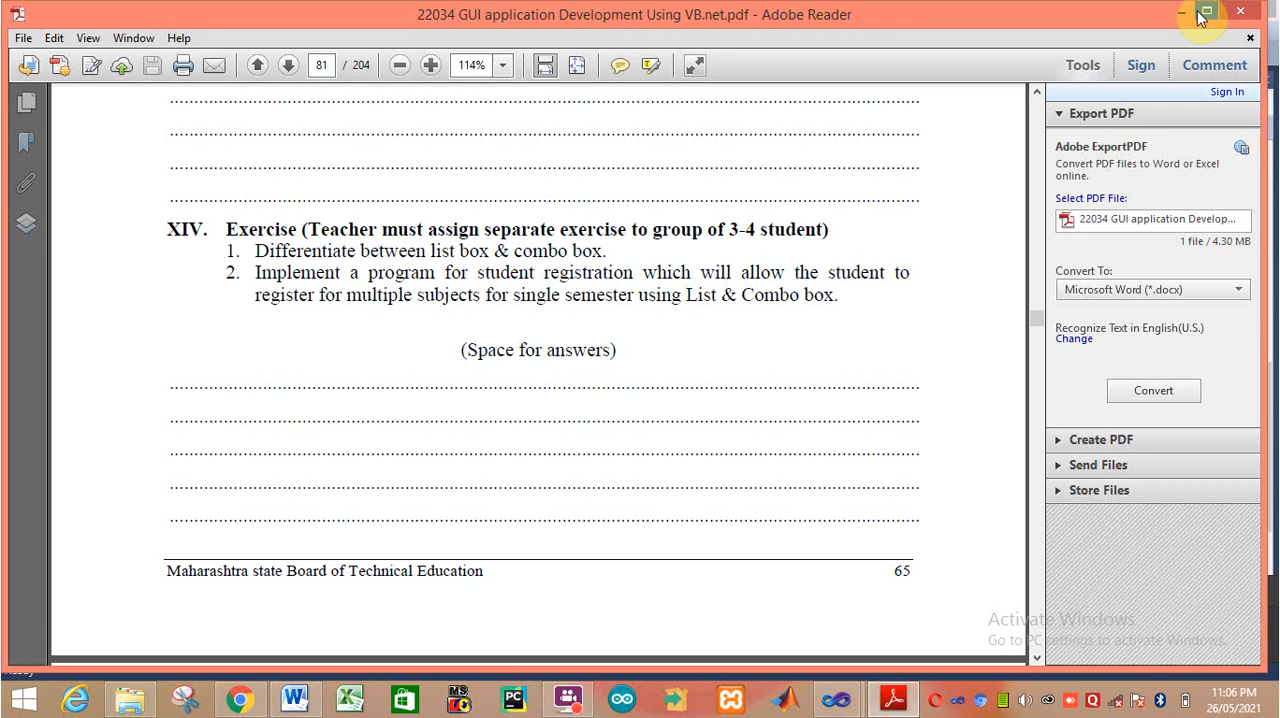 22034 GUI application Development Using VB.net.pdf - Adobe Reader
File Edit View Window Help
81 / 204 114% Tools Sign Comment
Sign In
Export PDF
Adobe ExportPDF
Convert PDF files to Word or Excel
online.
Select PDF File:
22034 GUI application Develop...
1 file / 4.30 MB
Convert To:
Microsoft Word (*.docx)
Recognize Text in English(U.S.)
Change
Convert
Create PDF
Send Files
Store Files
XIV. Exercise (Teacher must assign separate exercise to group of 3-4 student)
1. Differentiate between list box & combo box.
2. Implement a program for student registration which will allow the student to
register for multiple subjects for single semester using List & Combo box.
(Space for answers)
Maharashtra state Board of Technical Education 65
Activate Windows
Go to PC settings to activate Windows.
11:06 PM
26/05/2021